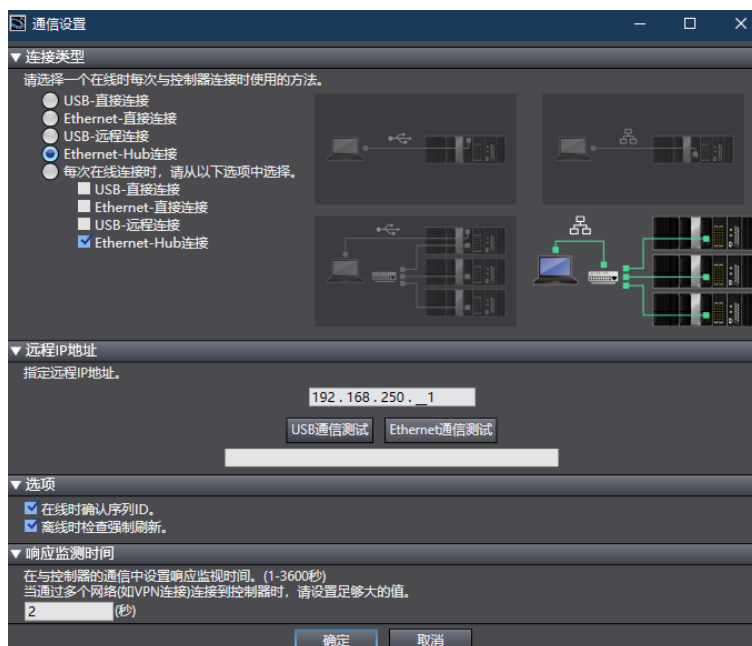 通信设置
▼连接类型
请选择一个在线时每次与控制器连接时使用的方法。
USB-直接连接
Ethernet-直接连接
USB-远程连接
Ethernet-Hub连接
每次在线连接时，请从以下选项中选择。
USB-直接连接
Ethernet-直接连接
USB-远程连接
Ethernet-Hub连接
▼远程IP地址
指定远程IP地址。
192.168.250.__1
USB通信测试 Ethernet通信测试
▼选项
在线时确认序列ID。
离线时检查强制刷新。
▼响应监测时间
在与控制器的通信中设置响应监视时间。(1-3600秒)
当通过多个网络(如VPN连接)连接到控制器时，请设置足够大的值。
2 (秒)
确定 取消